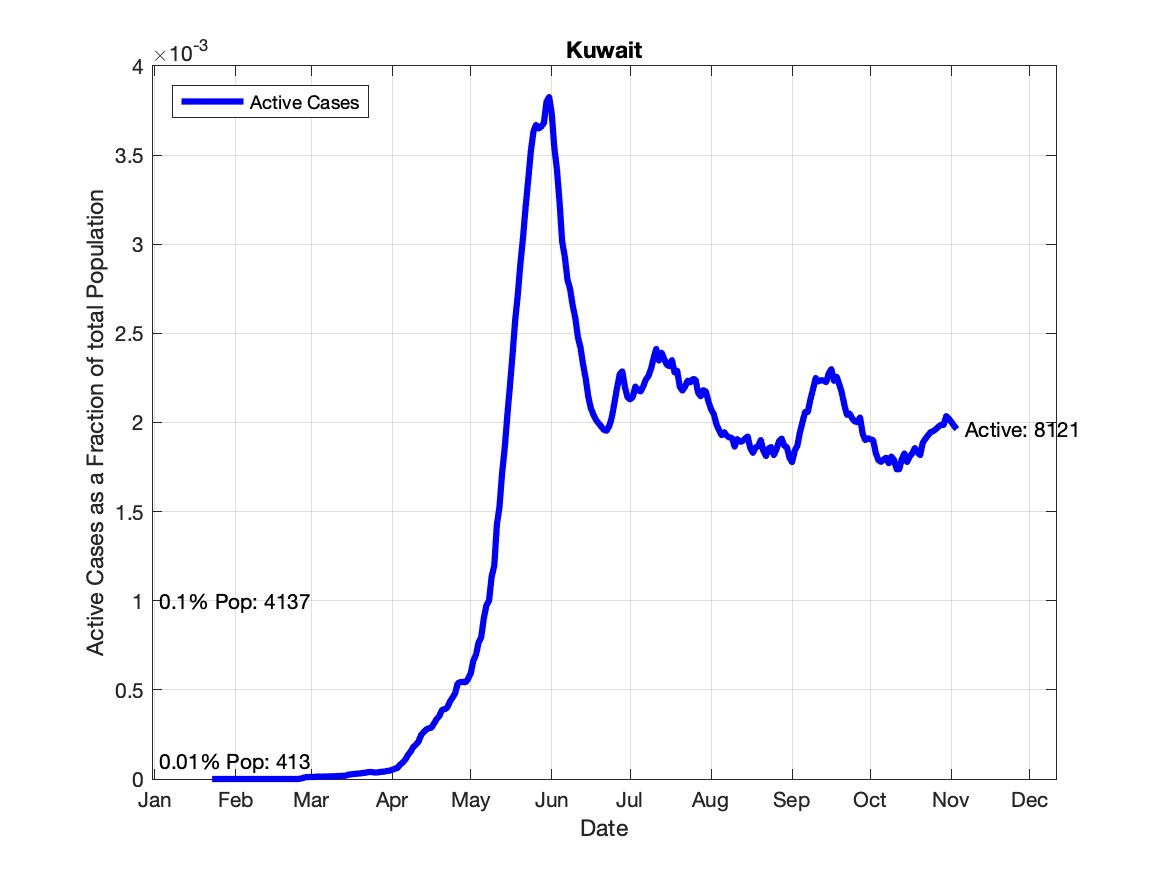 Kuwait
×10-3
4
3.5
3
2.5
2
1.5
1
0.5
0
Active Cases as a Fraction of total Population
Active Cases
Active: 8121
0.1% Pop: 4137
0.01% Pop: 413
Jan Feb Mar Apr May Jun Jul Aug Sep Oct Nov Dec
Date